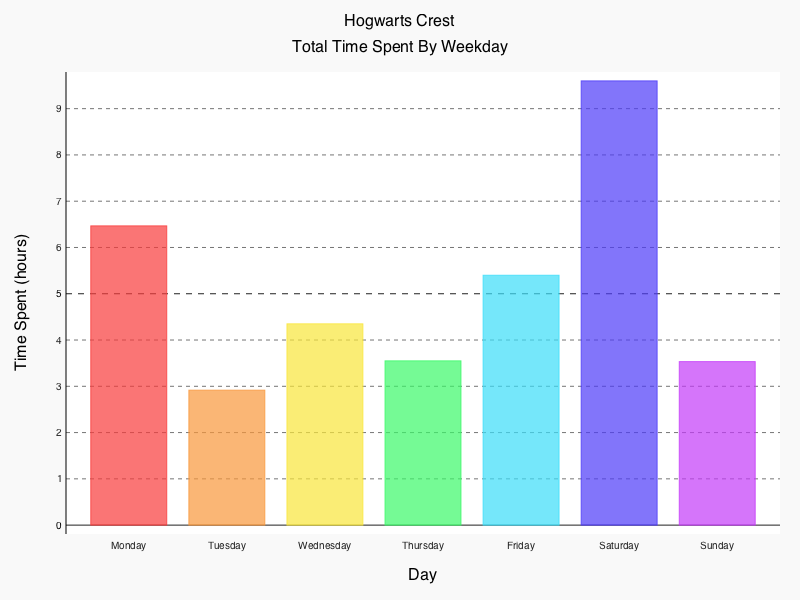 Hogwarts Crest
Total Time Spent By Weekday
Time Spent (hours)
9
8
7
6
5
4
3
2
1
0
Monday Tuesday Wednesday Thursday Friday Saturday Sunday
Day